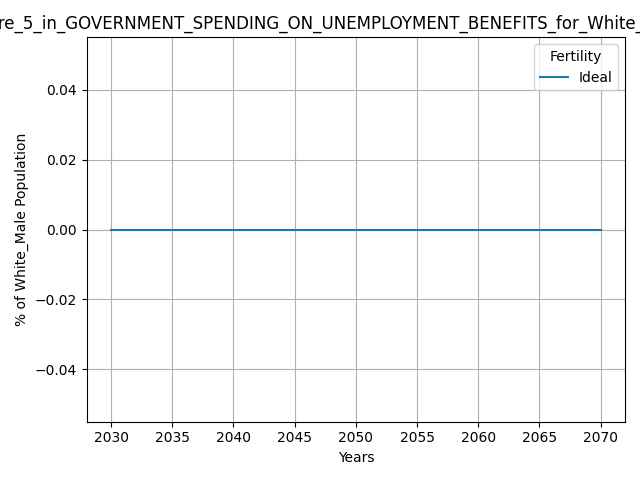 re_5_in_GOVERNMENT_SPENDING_ON_UNEMPLOYMENT_BENEFITS_for_White_
Fertility
Ideal
0.04
0.02
0.00
−0.02
−0.04
% of White_Male Population
2030 2035 2040 2045 2050 2055 2060 2065 2070
Years